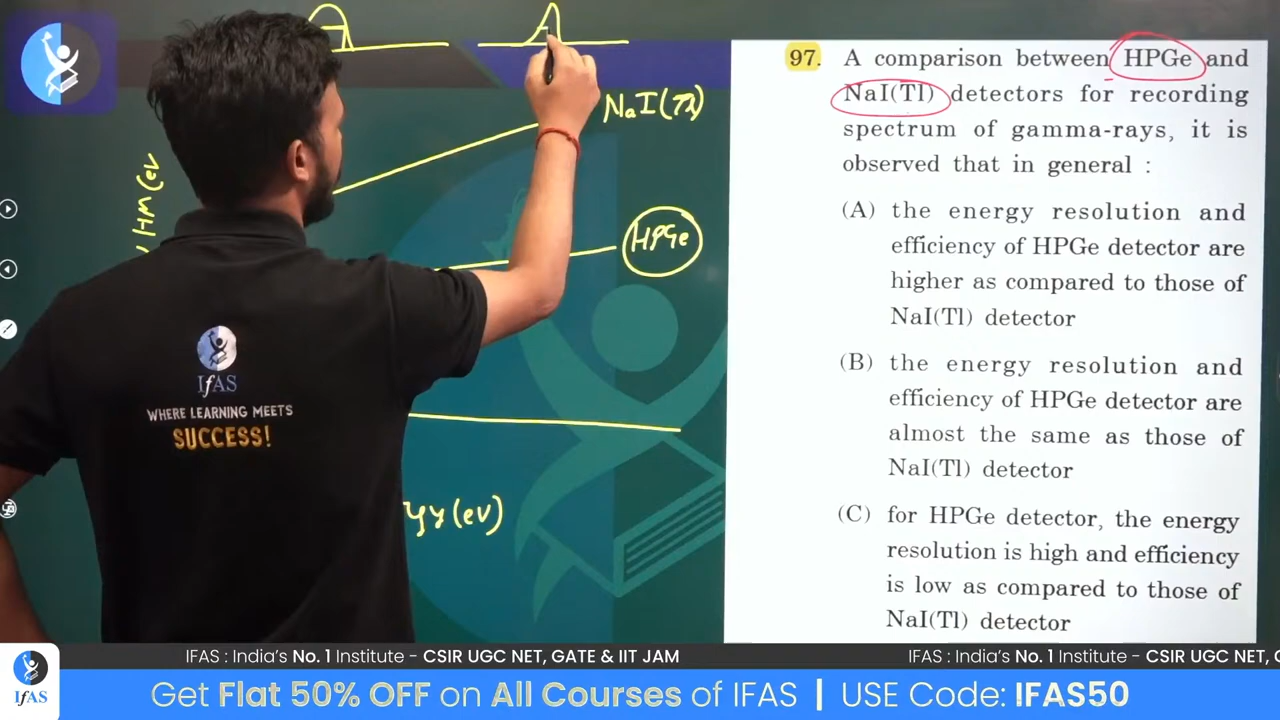 NaI(Tl)
HPGe
HM(ev
gy(ev)
IfAS
WHERE LEARNING MEETS
SUCCESS!
97. A comparison between HPGe and
NaI(Tl) detectors for recording
spectrum of gamma-rays, it is
observed that in general :
(A) the energy resolution and
efficiency of HPGe detector are
higher as compared to those of
NaI(Tl) detector
(B) the energy resolution and
efficiency of HPGe detector are
almost the same as those of
NaI(Tl) detector
(C) for HPGe detector, the energy
resolution is high and efficiency
is low as compared to those of
NaI(Tl) detector
IFAS : India's No. 1 Institute - CSIR UGC NET, GATE & IIT JAM
IFAS : India's No. 1 Institute - CSIR UGC NET, G
IfAS
Get Flat 50% OFF on All Courses of IFAS | USE Code: IFAS50